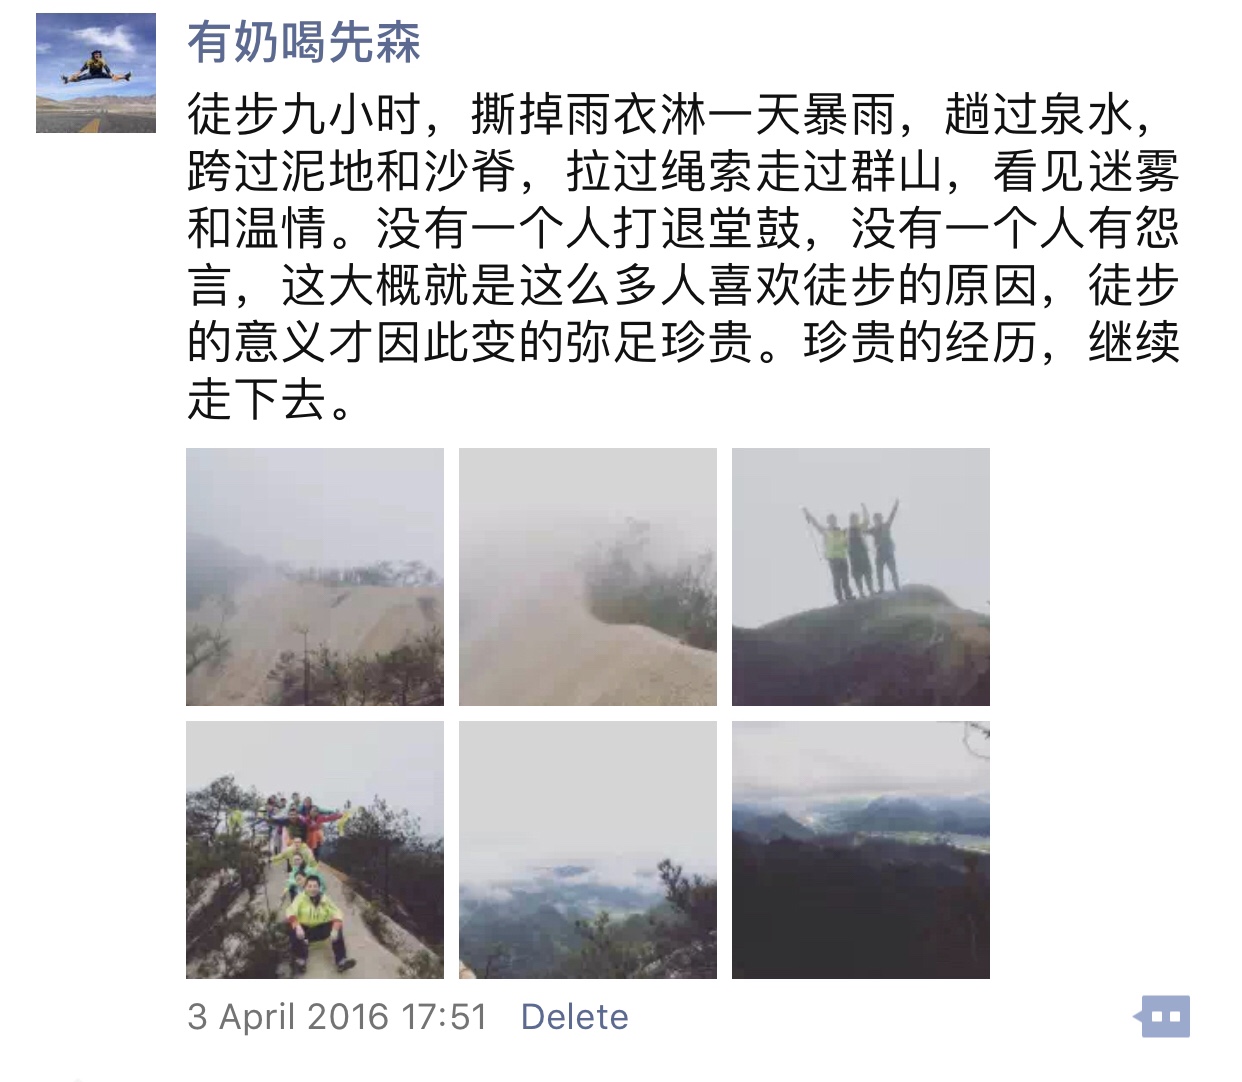 有奶喝先森
徒步九小时，撕掉雨衣淋一天暴雨，趟过泉水，
跨过泥地和沙脊，拉过绳索走过群山，看见迷雾
和温情。没有一个人打退堂鼓，没有一个人有怨
言，这大概就是这么多人喜欢徒步的原因，徒步
的意义才因此变的弥足珍贵。珍贵的经历，继续
走下去。
3 April 2016 17:51 Delete